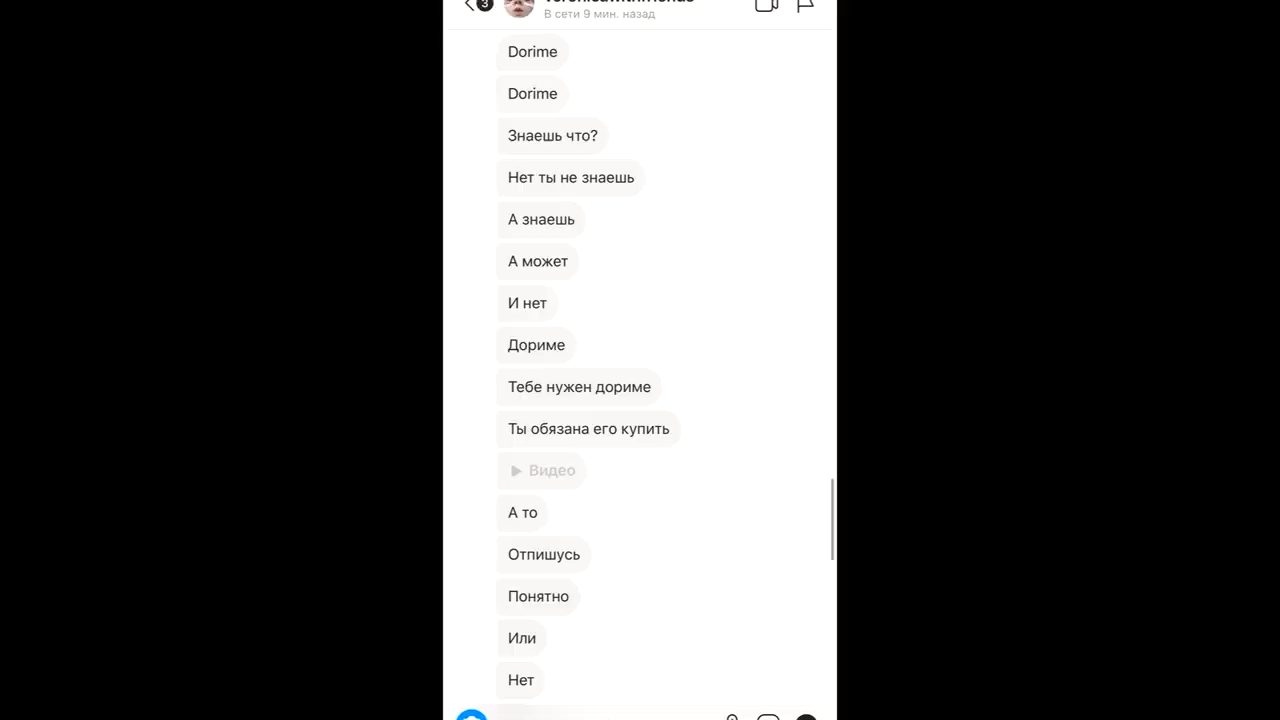 3
В сети 9 мин. назад
Dorime
Dorime
Знаешь что?
Нет ты не знаешь
А знаешь
А может
И нет
Дориме
Тебе нужен дориме
Ты обязана его купить
Видео
А то
Отпишусь
Понятно
Или
Нет